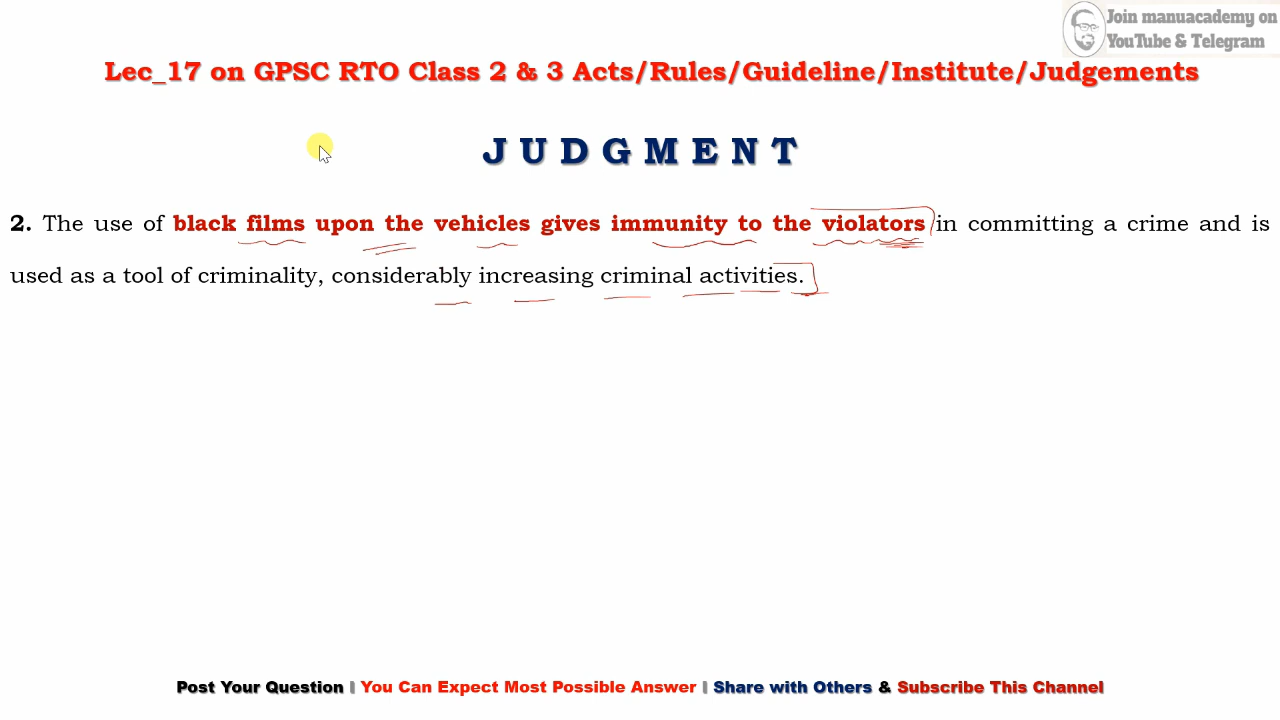 Join manuacademy on
YouTube & Telegram
Lec_17 on GPSC RTO Class 2 & 3 Acts/Rules/Guideline/Institute/Judgements
JUDGMENT
2. The use of black films upon the vehicles gives immunity to the violators in committing a crime and is
used as a tool of criminality, considerably increasing criminal activities.
Post Your Question | You Can Expect Most Possible Answer | Share with Others & Subscribe This Channel